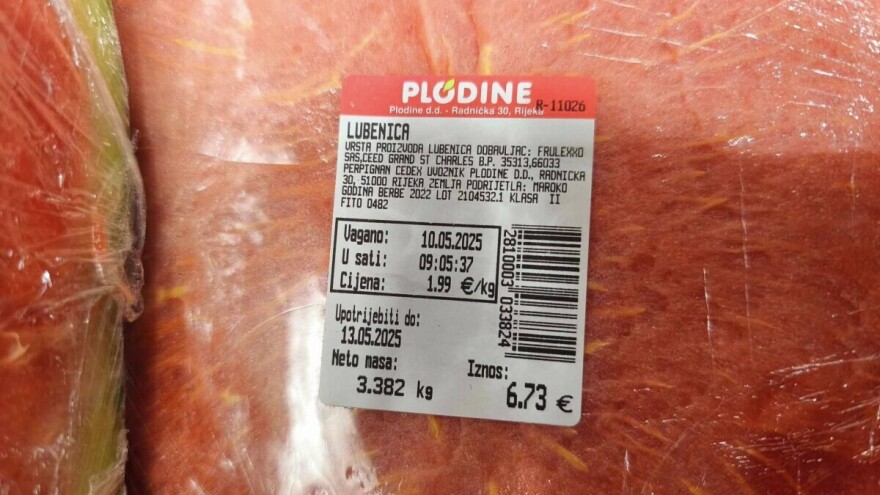 PLODINE
Plodine d.d. - Radnička 30, Rijeka R-11026
LUBENICA
VRSTA PROIZVODA LUBENICA DOBAVLJAC: FRULEXXO
SAS,CEED GRAND ST CHARLES B.P. 35313,66033
PERPIGNAN CEDEX UVOZNIK PLODINE D.D., RADNICKA
30, 51000 RIJEKA ZEMLJA PODRIJETLA: MAROKO
GODINA BERBE 2022 LOT 2104532.1 KLASA II
FITO 0482
Vagano: 10.05.2025
U sati: 09:05:37
Cijena: 1.99 €/kg
2810003 033824
Upotrijebiti do:
13.05.2025
Neto masa:
3.382 kg
Iznos:
6.73 €